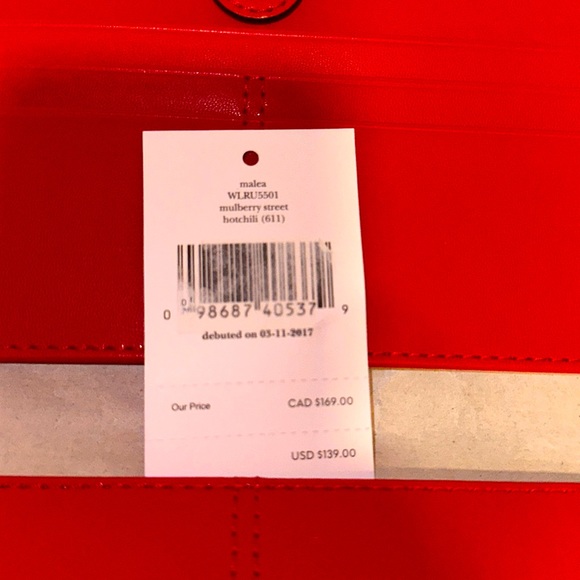 malea
WLRU5501
mulberry street
hotchili (611)
0 98687 40537 9
debuted on 03-11-2017
Our Price CAD $169.00
USD $139.00